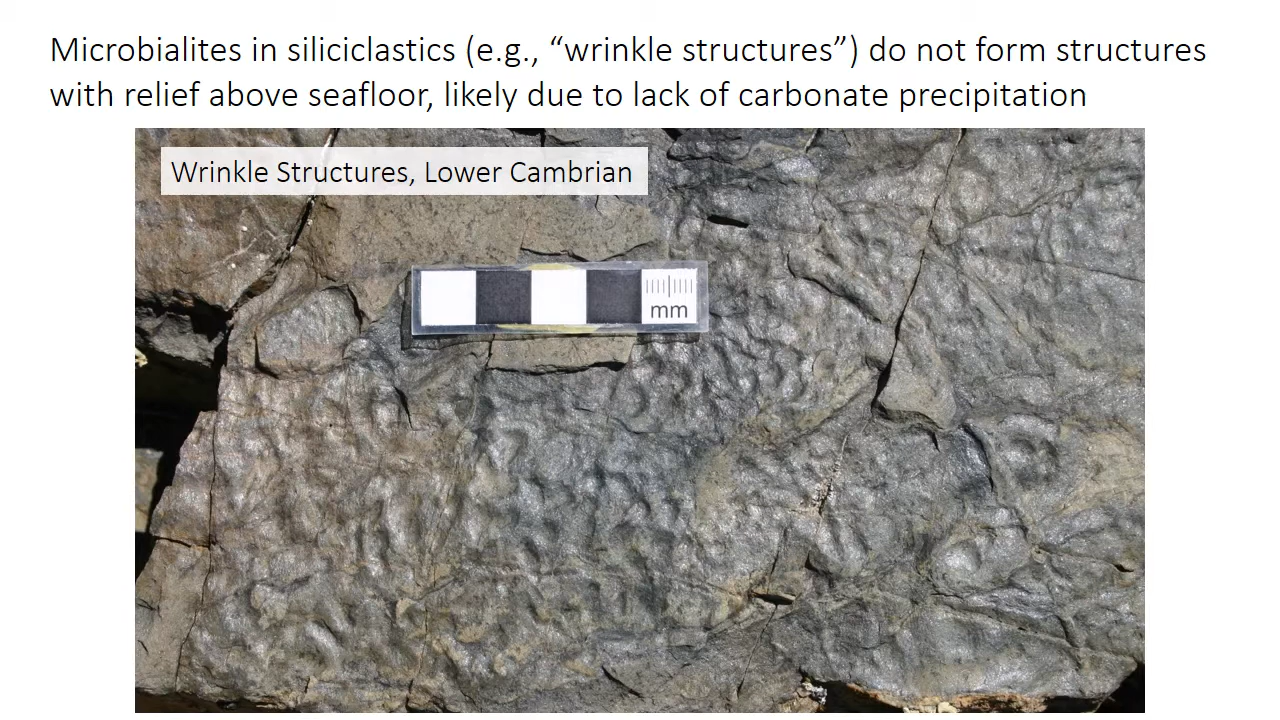 Microbialites in siliciclastics (e.g., “wrinkle structures”) do not form structures
with relief above seafloor, likely due to lack of carbonate precipitation
Wrinkle Structures, Lower Cambrian
mm